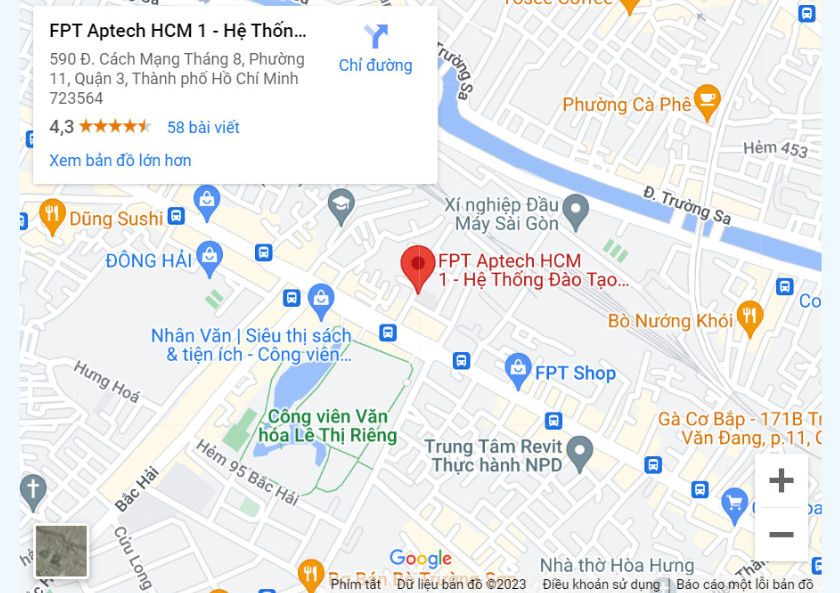 Toscc Coffee
FPT Aptech HCM 1 - Hệ Thốn...
590 Đ. Cách Mạng Tháng 8, Phường
11, Quận 3, Thành phố Hồ Chí Minh
723564
Chỉ đường
4,3
58 bài viết
Xem bản đồ lớn hơn
Trường Sa
Phường Cà Phê
Hẻm 453
Đ. Trường Sa
Xí nghiệp Đầu
Máy Sài Gòn
Dũng Sushi
ĐÔNG HẢI
FPT Aptech HCM
1 - Hệ Thống Đào Tạo...
Co
Bò Nướng Khói
Nhân Văn | Siêu thị sách
& tiện ích - Công viên...
Hưng Hoá
FPT Shop
Công viên Văn
hóa Lê Thị Riêng
Gà Cơ Bắp - 171B T
Văn Đang, p.11, Q
Trung Tâm Revit
Thực hành NPD
Hẻm 95 Bắc Hải
Bắc Hải
Cửu Long
Google
Nhà thờ Hòa Hưng
Phím tắt
Dữ liệu bản đồ ©2023
Điều khoản sử dụng
Báo cáo một lỗi bản đồ